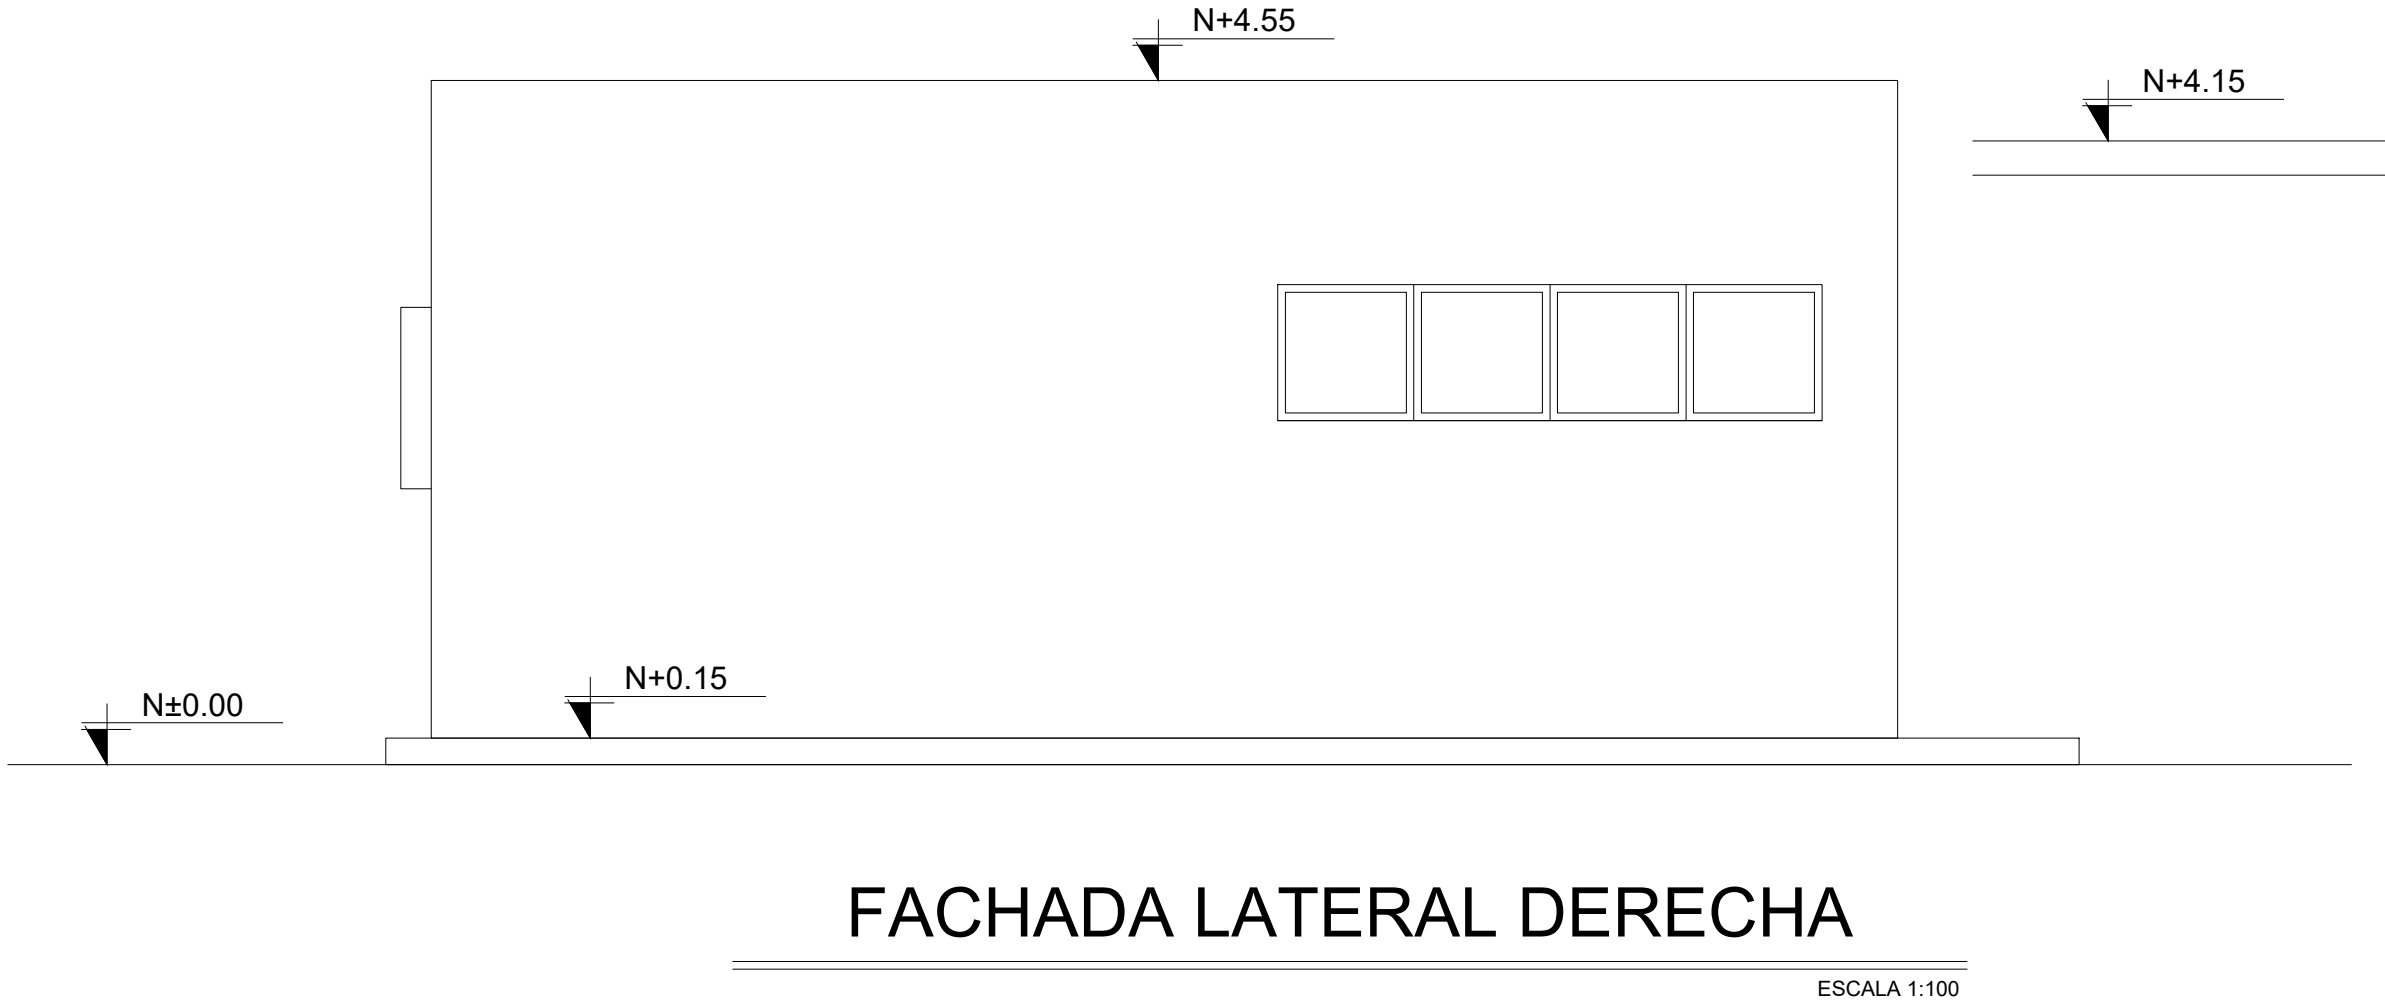 N+4.55
N+4.15
N+0.15
N±0.00
FACHADA LATERAL DERECHA
ESCALA 1:100